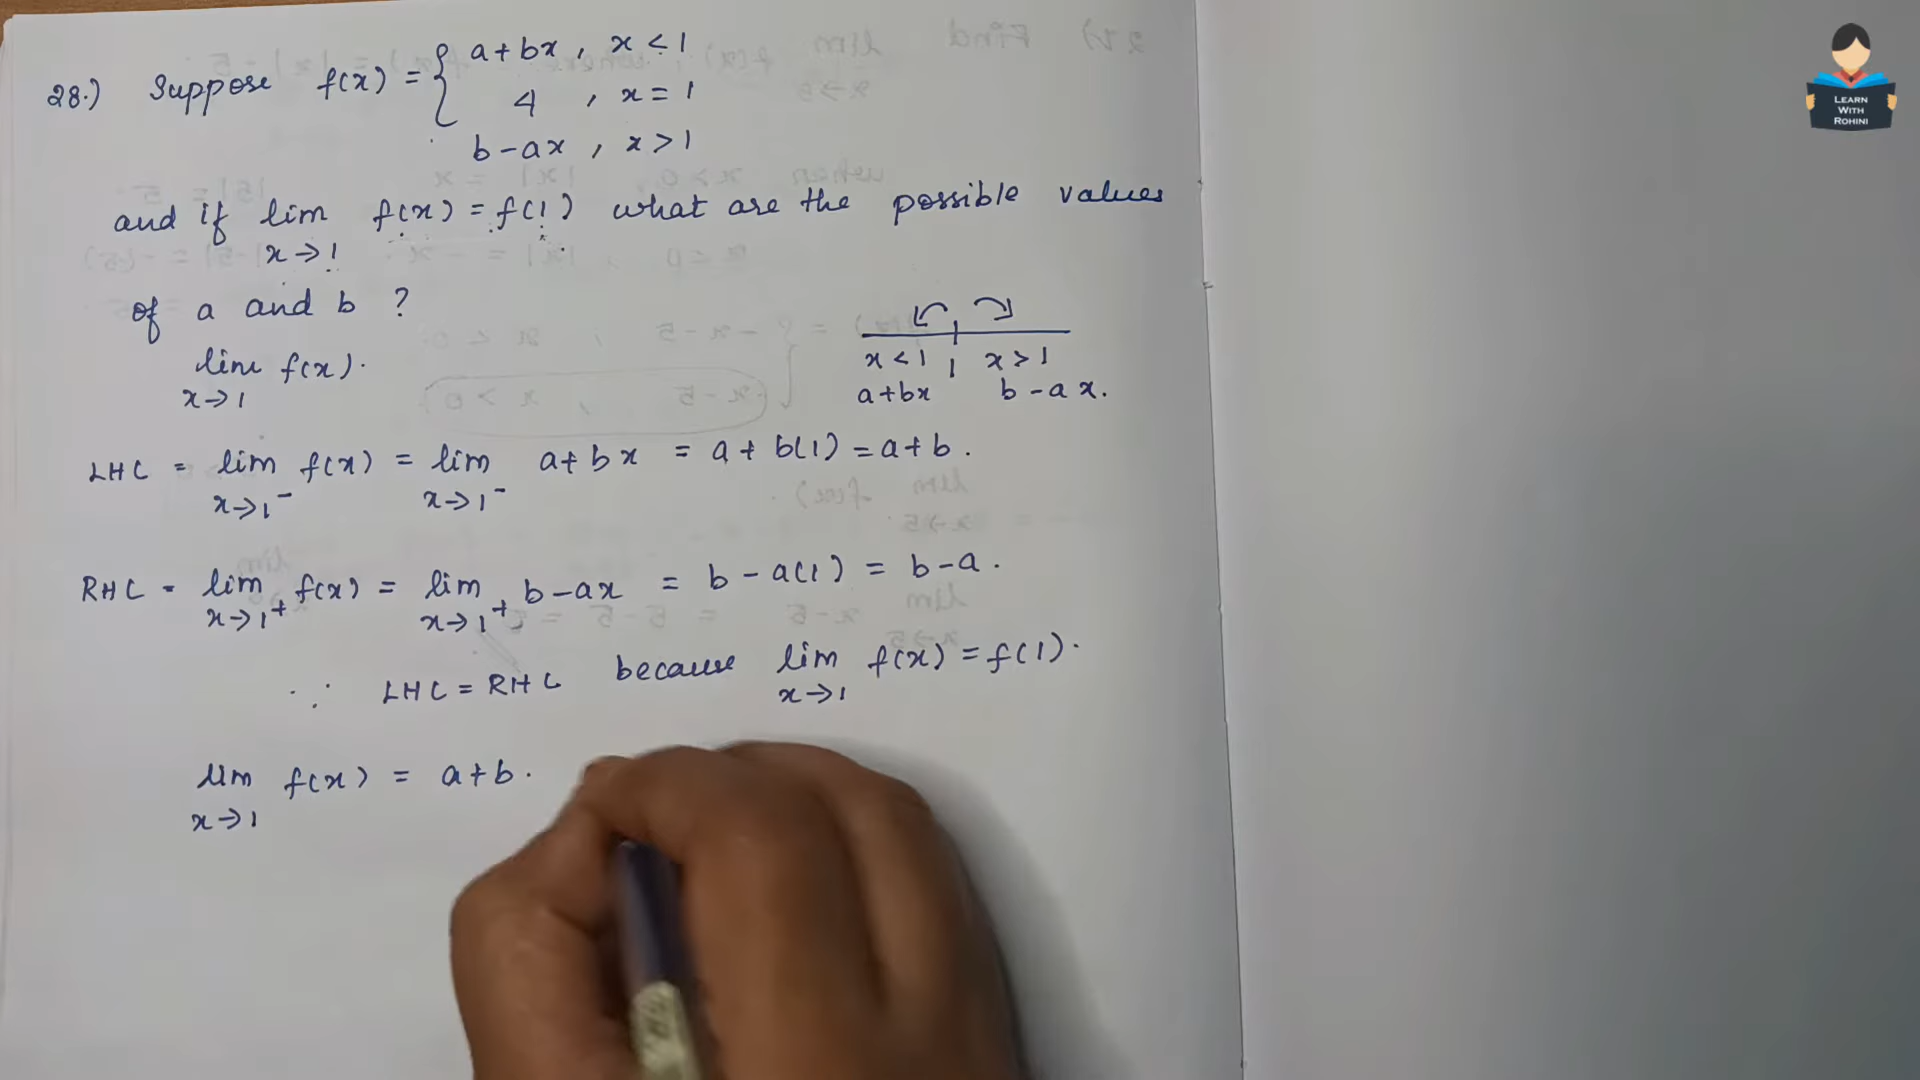 28.) Suppose f(x) = { a+bx, x<1
4, x=1
b-ax, x>1
and if lim f(x) = f(1) what are the possible values
x→1
of a and b ?
lim f(x).
x→1
x<1 1 x>1
a+bx b-ax.
LHL = lim f(x) = lim a+bx = a+b(1) = a+b.
x→1⁻ x→1⁻
RHL = lim f(x) = lim b-ax = b-a(1) = b-a.
x→1⁺ x→1⁺
∵ LHL = RHL because lim f(x) = f(1).
x→1
lim f(x) = a+b.
x→1
LEARN
WITH
ROHINI